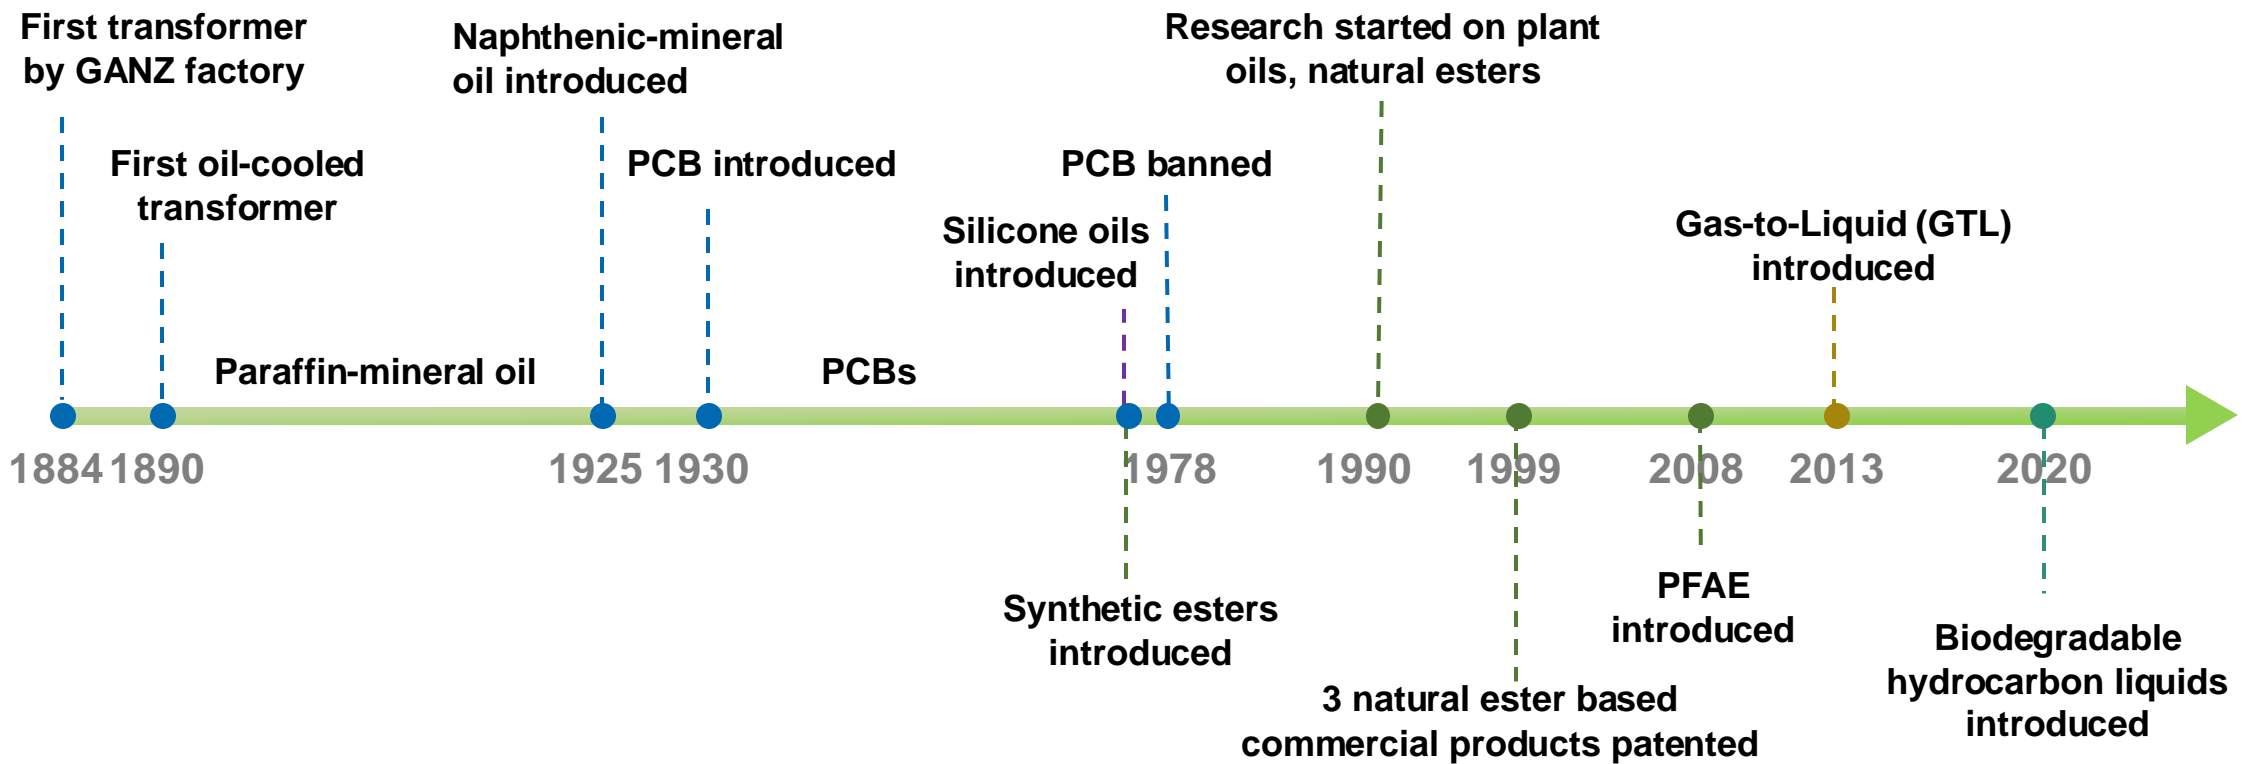 First transformer
by GANZ factory
Naphthenic-mineral
oil introduced
Research started on plant
oils, natural esters
First oil-cooled
transformer
PCB introduced
PCB banned
Silicone oils
introduced
Gas-to-Liquid (GTL)
introduced
Paraffin-mineral oil
PCBs
1884 1890 1925 1930 1978 1990 1999 2008 2013 2020
Synthetic esters
introduced
PFAE
introduced
Biodegradable
hydrocarbon liquids
introduced
3 natural ester based
commercial products patented